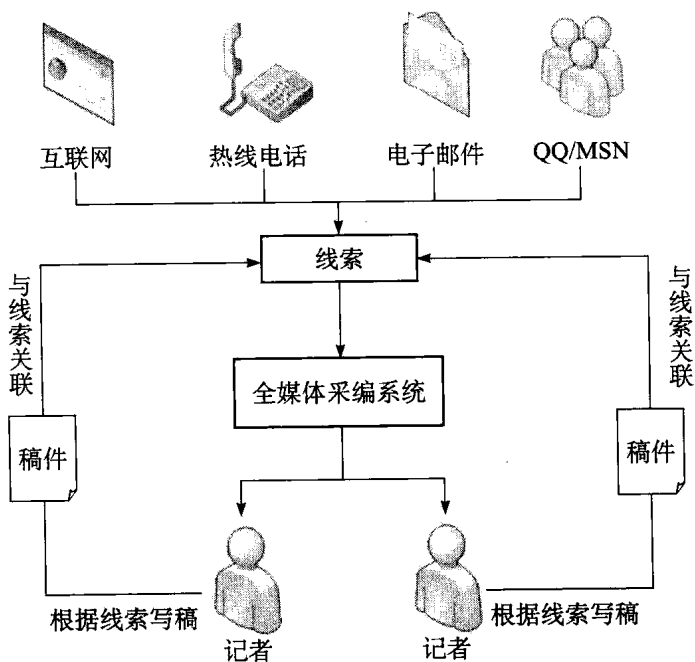 互联网
热线电话
电子邮件
QQ/MSN
线索
与线索关联
与线索关联
全媒体采编系统
稿件
稿件
根据线索写稿
记者
记者
根据线索写稿